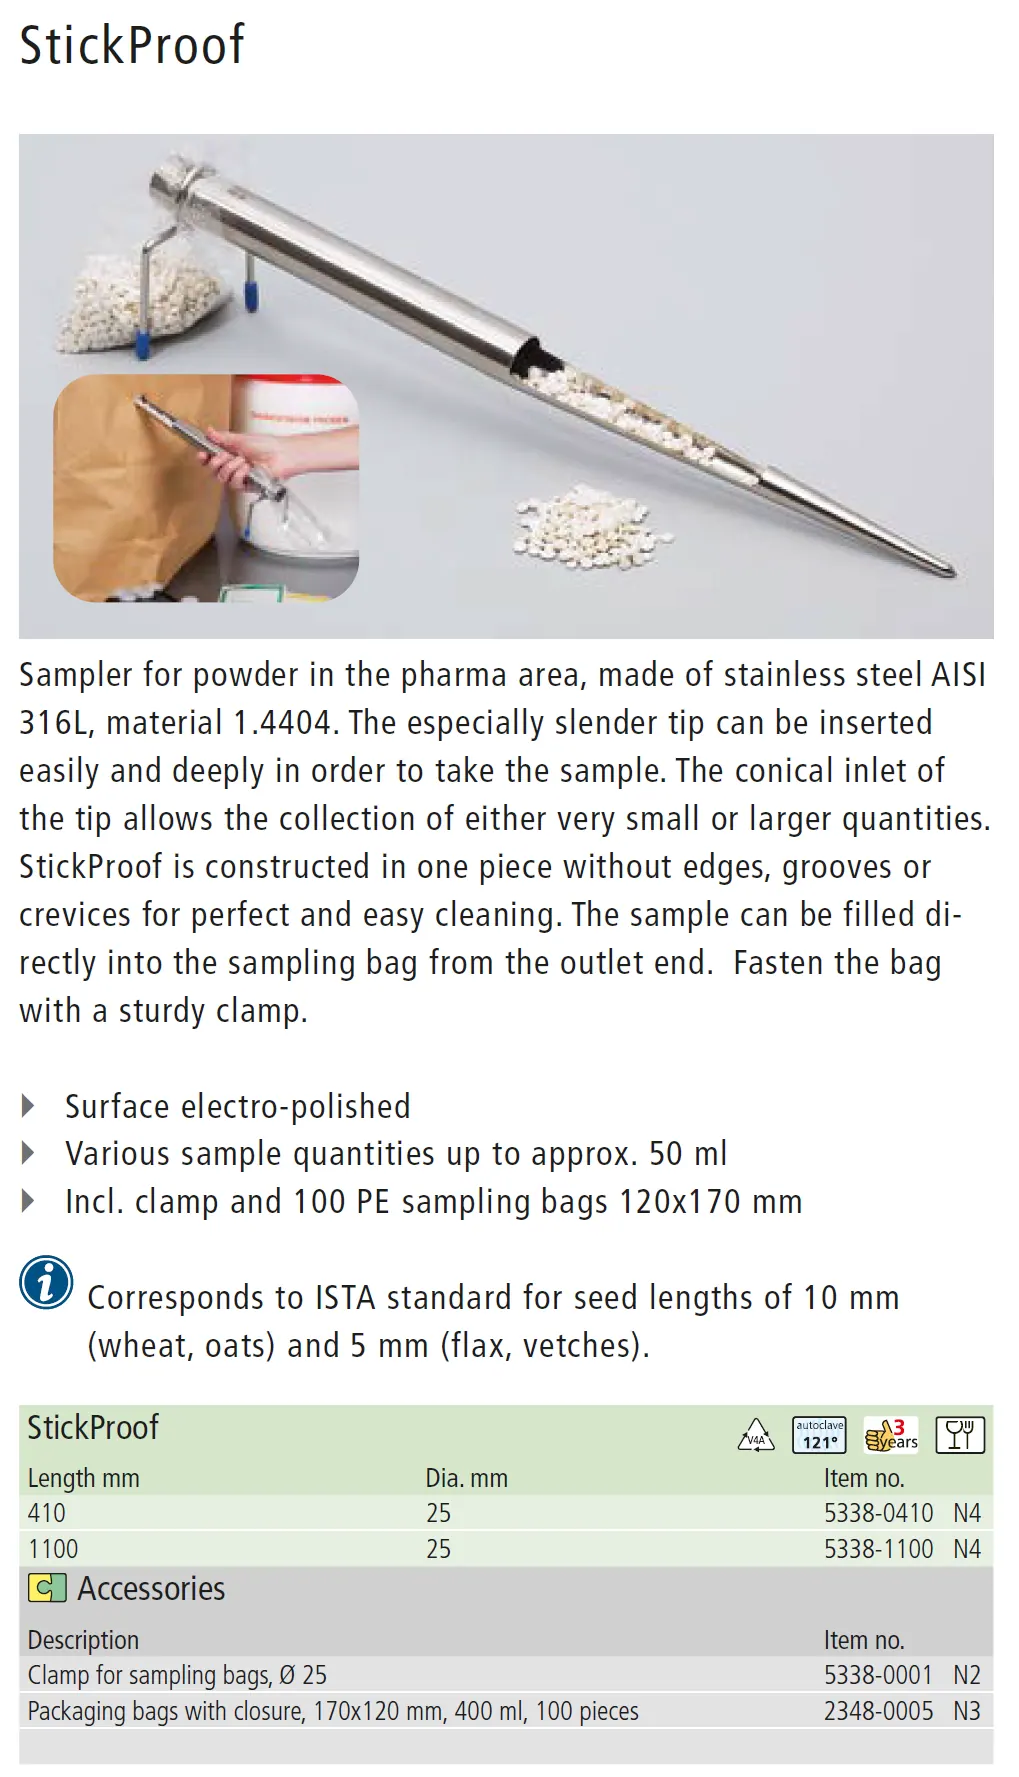 StickProof
Sampler for powder in the pharma area, made of stainless steel AISI
316L, material 1.4404. The especially slender tip can be inserted
easily and deeply in order to take the sample. The conical inlet of
the tip allows the collection of either very small or larger quantities.
StickProof is constructed in one piece without edges, grooves or
crevices for perfect and easy cleaning. The sample can be filled di-
rectly into the sampling bag from the outlet end. Fasten the bag
with a sturdy clamp.
Surface electro-polished
Various sample quantities up to approx. 50 ml
Incl. clamp and 100 PE sampling bags 120x170 mm
i
Corresponds to ISTA standard for seed lengths of 10 mm
(wheat, oats) and 5 mm (flax, vetches).
StickProof V4A autoclave 121° 3 years
Length mm Dia. mm Item no.
410 25 5338-0410 N4
1100 25 5338-1100 N4
C Accessories
Description Item no.
Clamp for sampling bags, Ø 25 5338-0001 N2
Packaging bags with closure, 170x120 mm, 400 ml, 100 pieces 2348-0005 N3